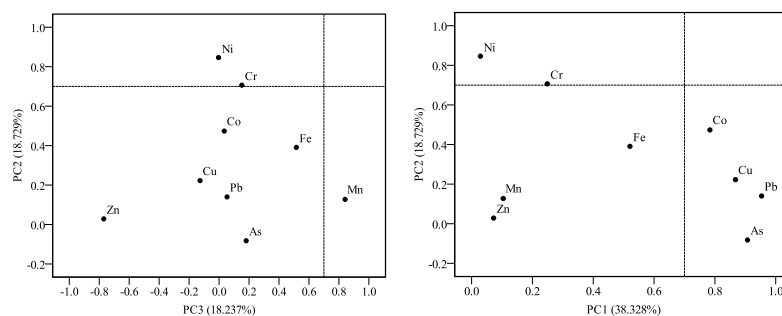 1.0
0.8
0.6
0.4
0.2
0.0
-0.2
PC2 (18.729%)
Ni
Cr
Co
Fe
Cu
Pb
Mn
Zn
As
-1.0 -0.8 -0.6 -0.4 -0.2 0.0 0.2 0.4 0.6 0.8 1.0
PC3 (18.237%)
1.0
0.8
0.6
0.4
0.2
0.0
-0.2
PC2 (18.729%)
Ni
Cr
Co
Fe
Cu
Pb
Mn
Zn
As
0.0 0.2 0.4 0.6 0.8 1.0
PC1 (38.328%)